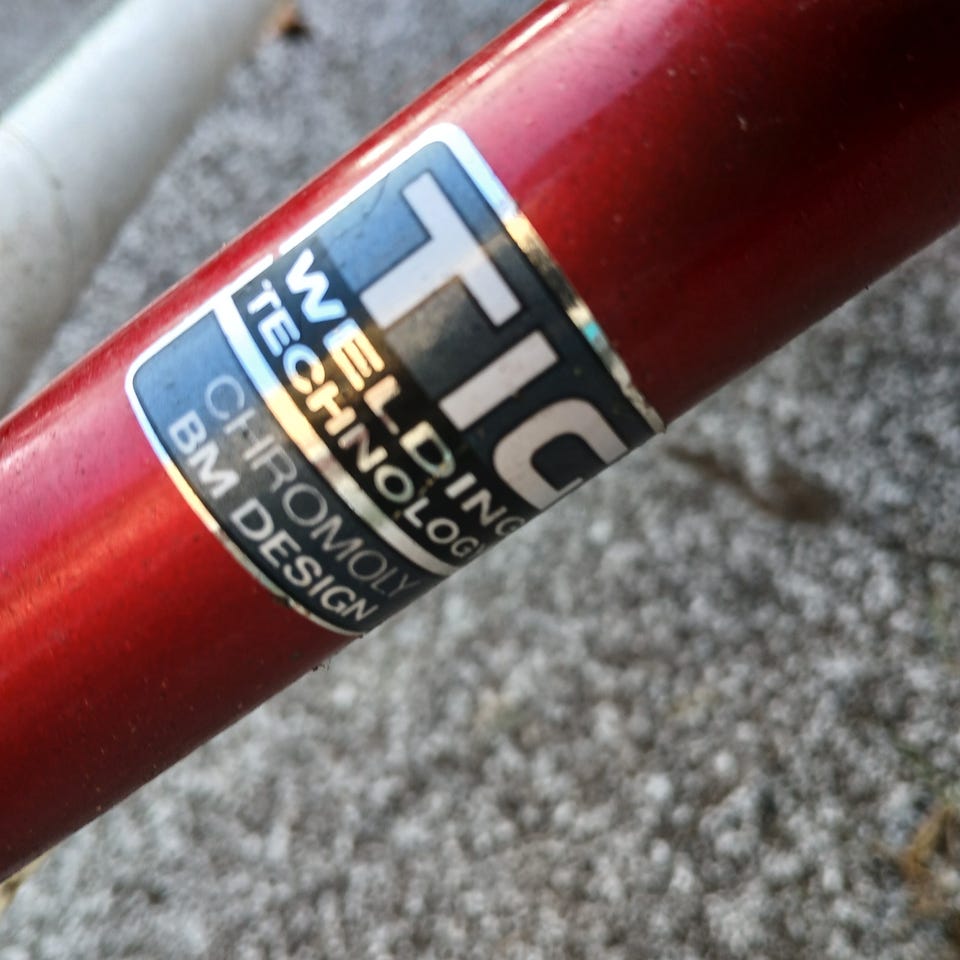 TIG
WELDING
TECHNOLOGY
CHROMOLY
BM DESIGN